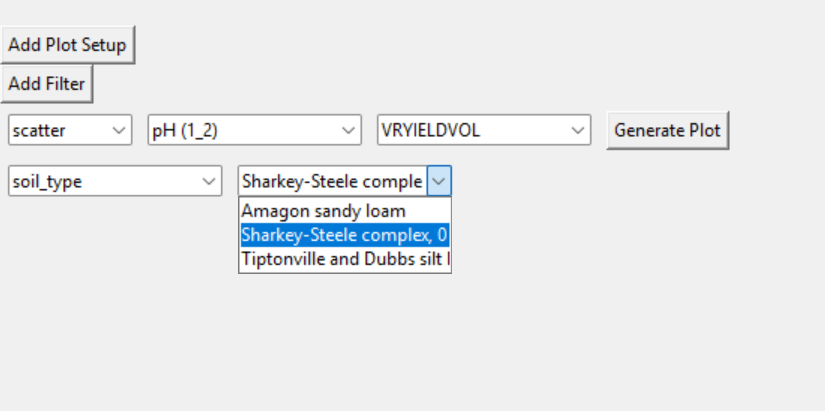 Add Plot Setup
Add Filter
scatter pH (1_2) VRYIELDVOL Generate Plot
soil_type Sharkey-Steele comple
Amagon sandy loam
Sharkey-Steele complex, 0
Tiptonville and Dubbs silt l